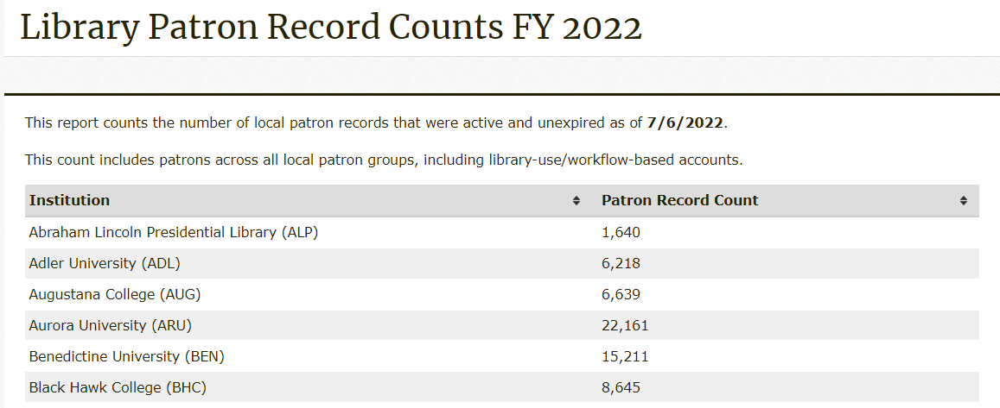 Library Patron Record Counts FY 2022
This report counts the number of local patron records that were active and unexpired as of 7/6/2022.
This count includes patrons across all local patron groups, including library-use/workflow-based accounts.
Institution Patron Record Count
Abraham Lincoln Presidential Library (ALP) 1,640
Adler University (ADL) 6,218
Augustana College (AUG) 6,639
Aurora University (ARU) 22,161
Benedictine University (BEN) 15,211
Black Hawk College (BHC) 8,645